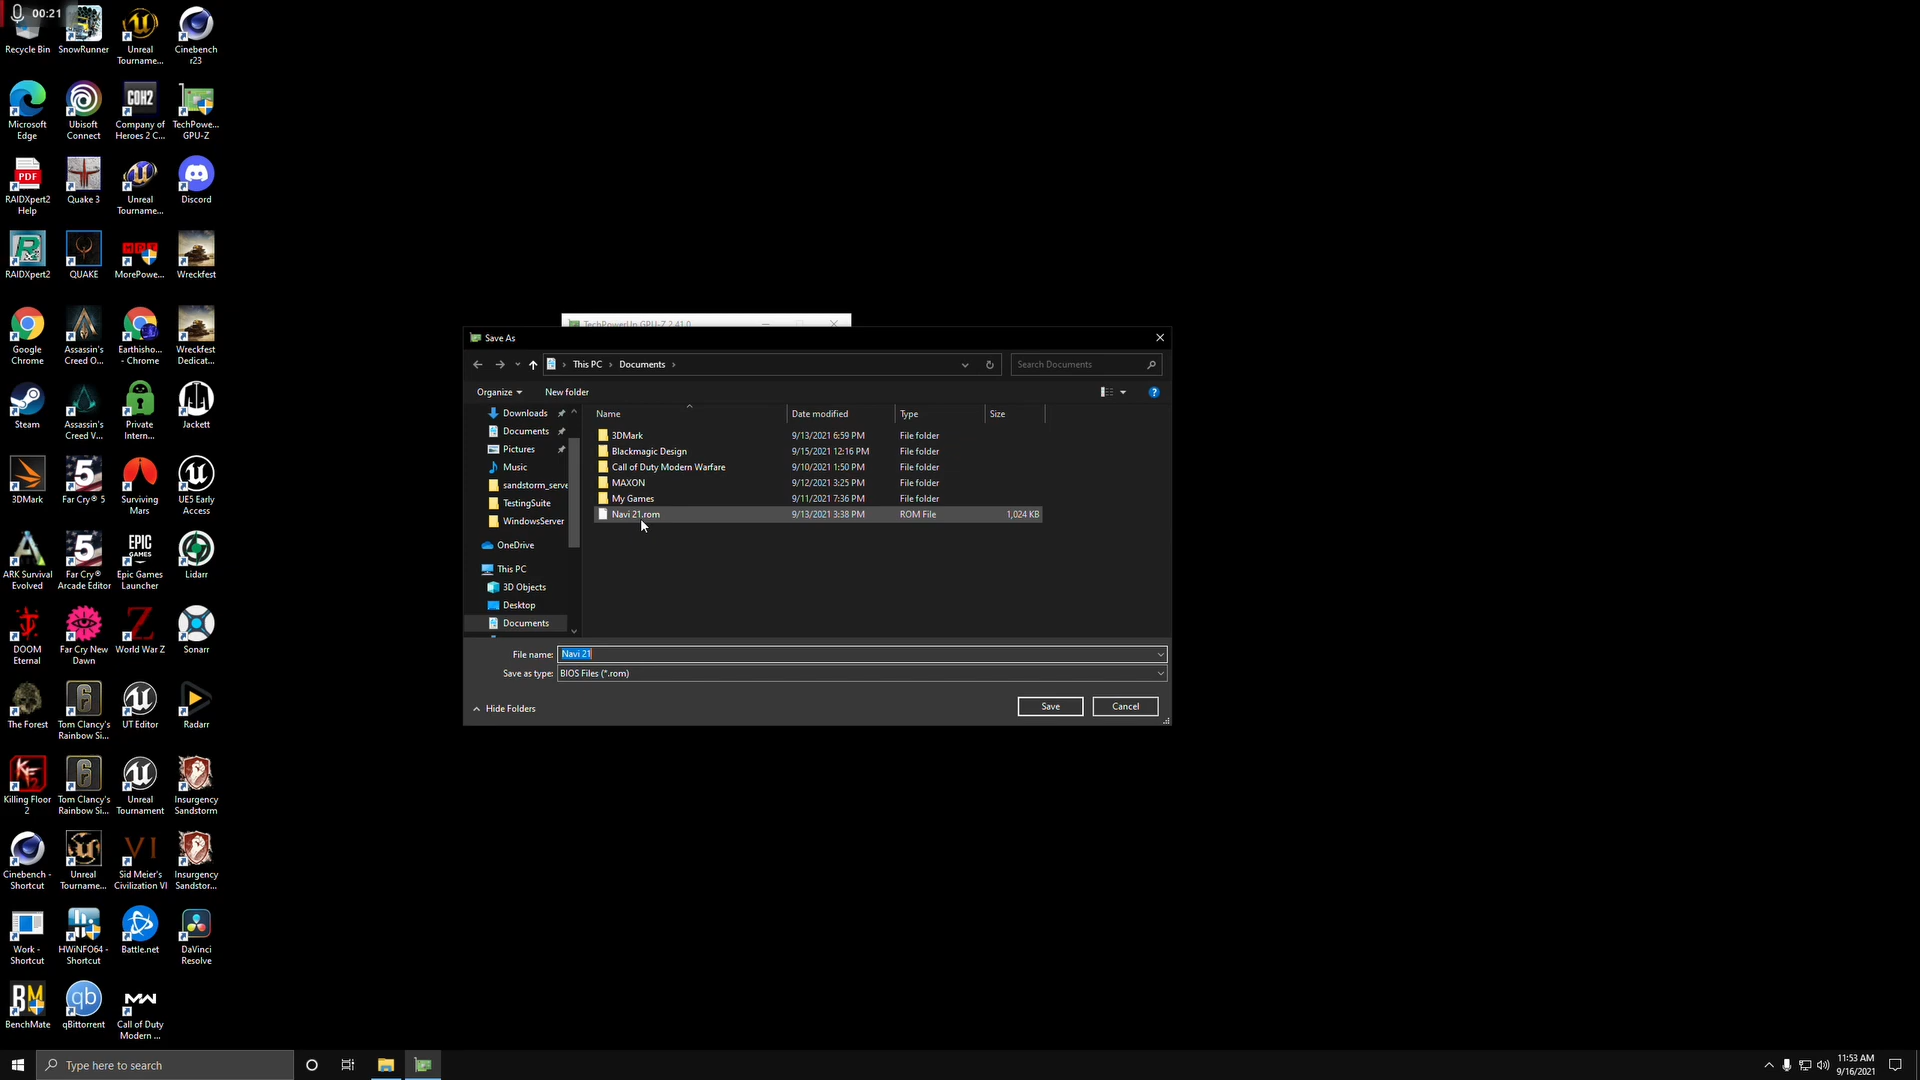 00:21
Recycle Bin
SnowRunner
Unreal
Tourname...
Cinebench
r23
Microsoft
Edge
Ubisoft
Connect
COH2
Company of
Heroes 2 C...
TechPowe...
GPU-Z
PDF
RAIDXpert2
Help
Quake 3
Unreal
Tourname...
Discord
RAIDXpert2
QUAKE
MorePowe...
Wreckfest
Google
Chrome
Assassin's
Creed O...
Earthisho...
- Chrome
Wreckfest
Dedicat...
Steam
Assassin's
Creed V...
Private
Intern...
Jackett
3DMark
5
Far Cry® 5
Surviving
Mars
UE5 Early
Access
ARK Survival
Evolved
5
Far Cry®
Arcade Editor
EPIC
GAMES
Epic Games
Launcher
Lidarr
DOOM
Eternal
Far Cry New
Dawn
World War Z
Sonarr
The Forest
6
Tom Clancy's
Rainbow Si...
UT Editor
Radarr
Killing Floor
2
6
Tom Clancy's
Rainbow Si...
Unreal
Tournament
Insurgency
Sandstorm
Cinebench -
Shortcut
Unreal
Tourname...
VI
Sid Meier's
Civilization VI
Insurgency
Sandstor...
Work -
Shortcut
HWiNFO64 -
Shortcut
Battle.net
DaVinci
Resolve
BM
BenchMate
qb
qBittorrent
MW
Call of Duty
Modern ...
TechPowerUp GPU-Z 2.41.0
Save As
This PC > Documents >
Search Documents
Organize
New folder
Name
Date modified
Type
Size
Downloads
Documents
Pictures
Music
sandstorm_serve
TestingSuite
WindowsServer
OneDrive
This PC
3D Objects
Desktop
Documents
3DMark 9/13/2021 6:59 PM File folder
Blackmagic Design 9/15/2021 12:16 PM File folder
Call of Duty Modern Warfare 9/10/2021 1:50 PM File folder
MAXON 9/12/2021 3:25 PM File folder
My Games 9/11/2021 7:36 PM File folder
Navi 21.rom 9/13/2021 3:38 PM ROM File 1,024 KB
File name: Navi 21
Save as type: BIOS Files (*.rom)
Hide Folders
Save
Cancel
Type here to search
11:53 AM
9/16/2021